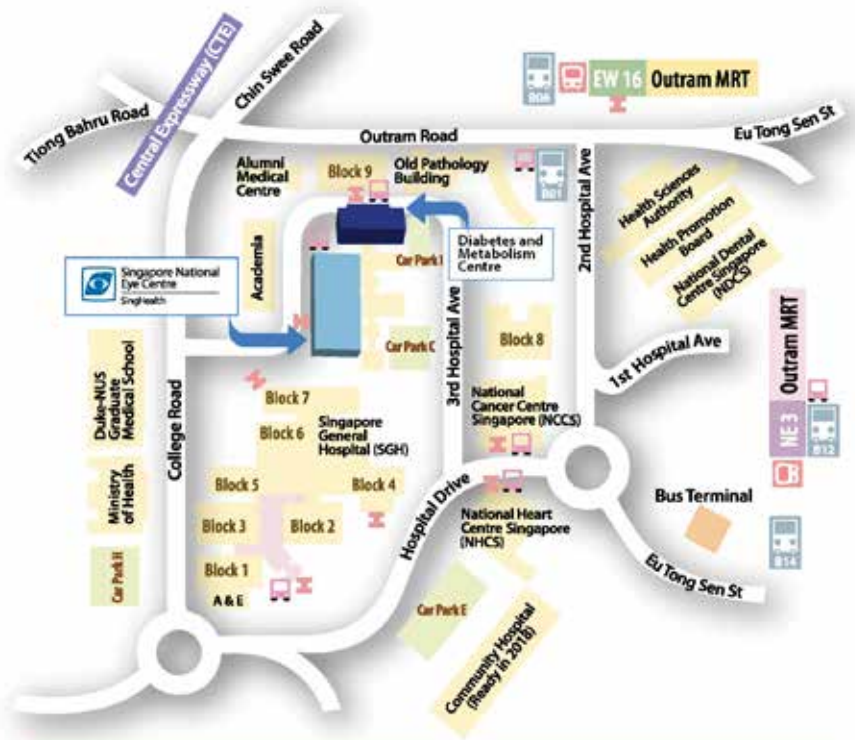 Central Expressway (CTE)
Chin Swee Road
Tiong Bahru Road
B06
EW 16
Outram MRT
Outram Road
Eu Tong Sen St
Alumni
Medical
Centre
Block 9
Old Pathology
Building
B01
2nd Hospital Ave
Health Sciences
Authority
Health Promotion
Board
National Dental
Centre Singapore
(NDCS)
Singapore National
Eye Centre
SingHealth
Academia
Car Park
Diabetes and
Metabolism
Centre
Car Park C
3rd Hospital Ave
Block 8
1st Hospital Ave
Outram MRT
NE 3
B12
Duke-NUS
Graduate
Medical School
College Road
Block 7
Block 6
Singapore
General
Hospital (SGH)
National
Cancer Centre
Singapore (NCCS)
Ministry
of Health
Block 5
Block 4
Block 3
Block 2
Hospital Drive
National Heart
Centre Singapore
(NHCS)
Bus Terminal
B14
Eu Tong Sen St
Car Park H
Block 1
A & E
Car Park E
Community Hospital
(Ready in 2018)